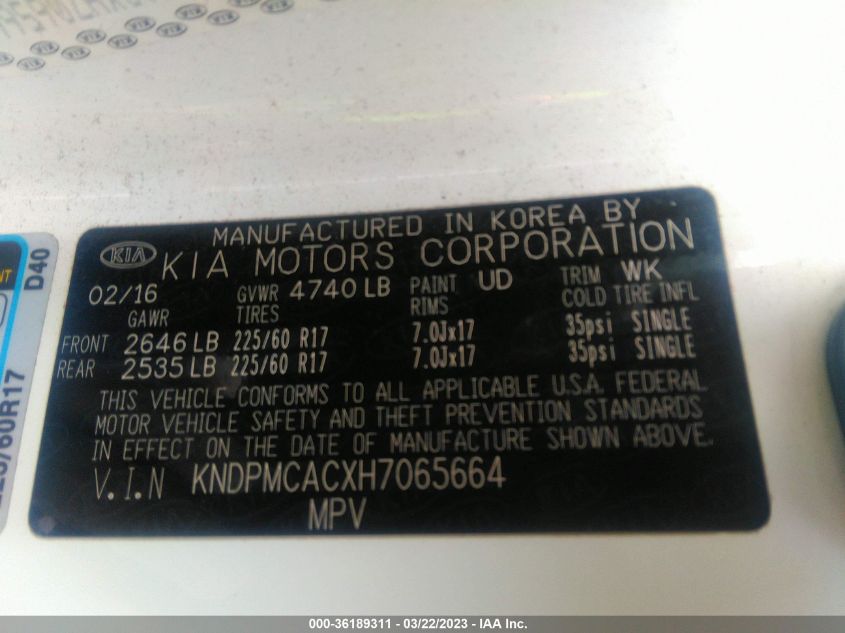 KIA
MANUFACTURED IN KOREA BY
KIA MOTORS CORPORATION
02/16 GVWR 4740 LB PAINT UD TRIM WK
GAWR TIRES RIMS COLD TIRE INFL
FRONT 2646 LB 225/60 R17 7.0Jx17 35psi SINGLE
REAR 2535 LB 225/60 R17 7.0Jx17 35psi SINGLE
THIS VEHICLE CONFORMS TO ALL APPLICABLE U.S.A. FEDERAL
MOTOR VEHICLE SAFETY AND THEFT PREVENTION STANDARDS
IN EFFECT ON THE DATE OF MANUFACTURE SHOWN ABOVE.
V.I.N KNDPMCACXH7065664
MPV
D40
000-36189311 - 03/22/2023 - IAA Inc.